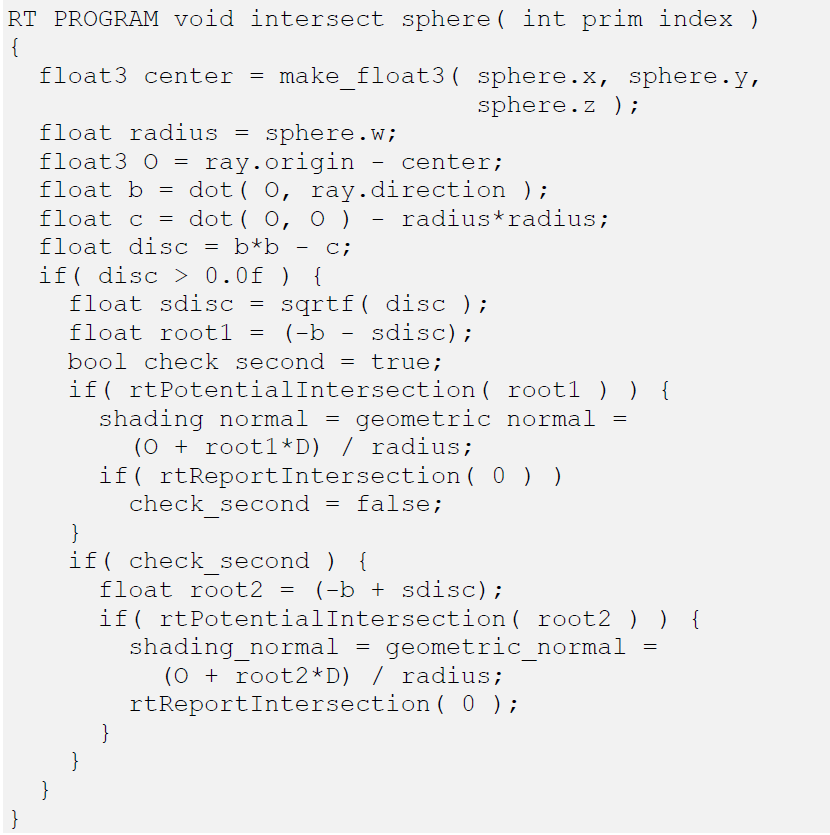 RT PROGRAM void intersect sphere( int prim index )
{
  float3 center = make_float3( sphere.x, sphere.y,
                               sphere.z );
  float radius = sphere.w;
  float3 O = ray.origin - center;
  float b = dot( O, ray.direction );
  float c = dot( O, O ) - radius*radius;
  float disc = b*b - c;
  if( disc > 0.0f ) {
    float sdisc = sqrtf( disc );
    float root1 = (-b - sdisc);
    bool check second = true;
    if( rtPotentialIntersection( root1 ) ) {
      shading normal = geometric normal =
        (O + root1*D) / radius;
      if( rtReportIntersection( 0 ) )
        check_second = false;
    }
    if( check_second ) {
      float root2 = (-b + sdisc);
      if( rtPotentialIntersection( root2 ) ) {
        shading_normal = geometric_normal =
          (O + root2*D) / radius;
        rtReportIntersection( 0 );
      }
    }
  }
}